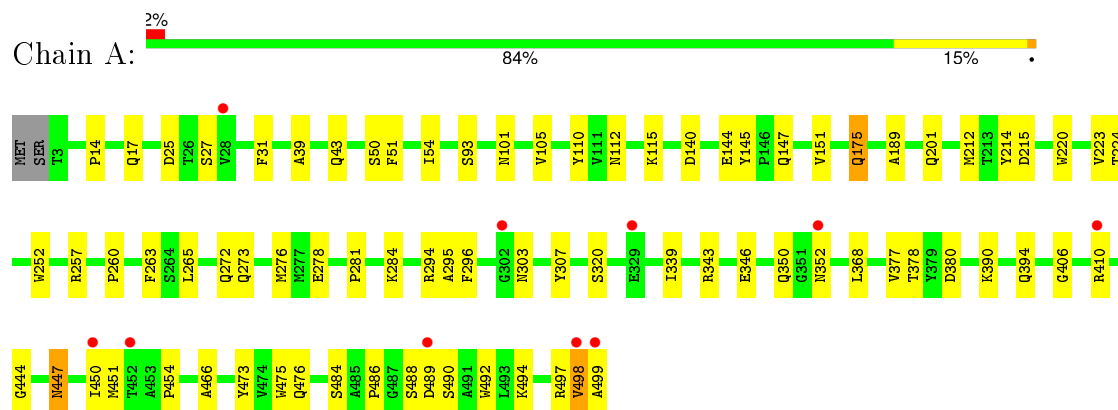 2%
Chain A:
84% 15% •
MET SER T3 P14 Q17 D25 T26 S27 V28 F31 A39 Q43 S50 F51 I54 S93 N101 V105 Y110 V111 N112 K115 D140 E144 Y145 P146 Q147 V151 Q175 A189 Q201 M212 T213 Y214 D215 W220 V223 T224
W252 R257 P260 F263 S264 L265 Q272 Q273 M276 M277 E278 P281 K284 R294 A295 F296 G302 N303 Y307 S320 E329 I339 R343 E346 Q350 G351 N352 L368 V377 T378 Y379 D380 K390 Q394 G406 R410
G444 N447 I450 M451 T452 A453 P454 A466 Y473 V474 W475 Q476 S484 A485 P486 G487 S488 D489 S490 A491 W492 L493 K494 R497 V498 A499